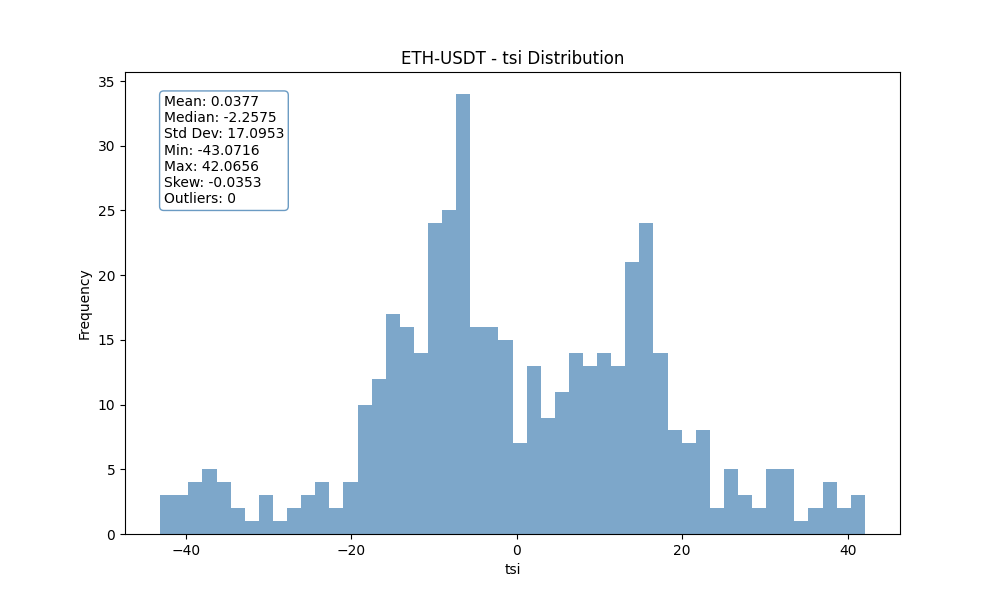 ETH-USDT - tsi Distribution
35
30
25
20
15
10
5
0
Frequency
Mean: 0.0377
Median: -2.2575
Std Dev: 17.0953
Min: -43.0716
Max: 42.0656
Skew: -0.0353
Outliers: 0
−40
−20
0
20
40
tsi